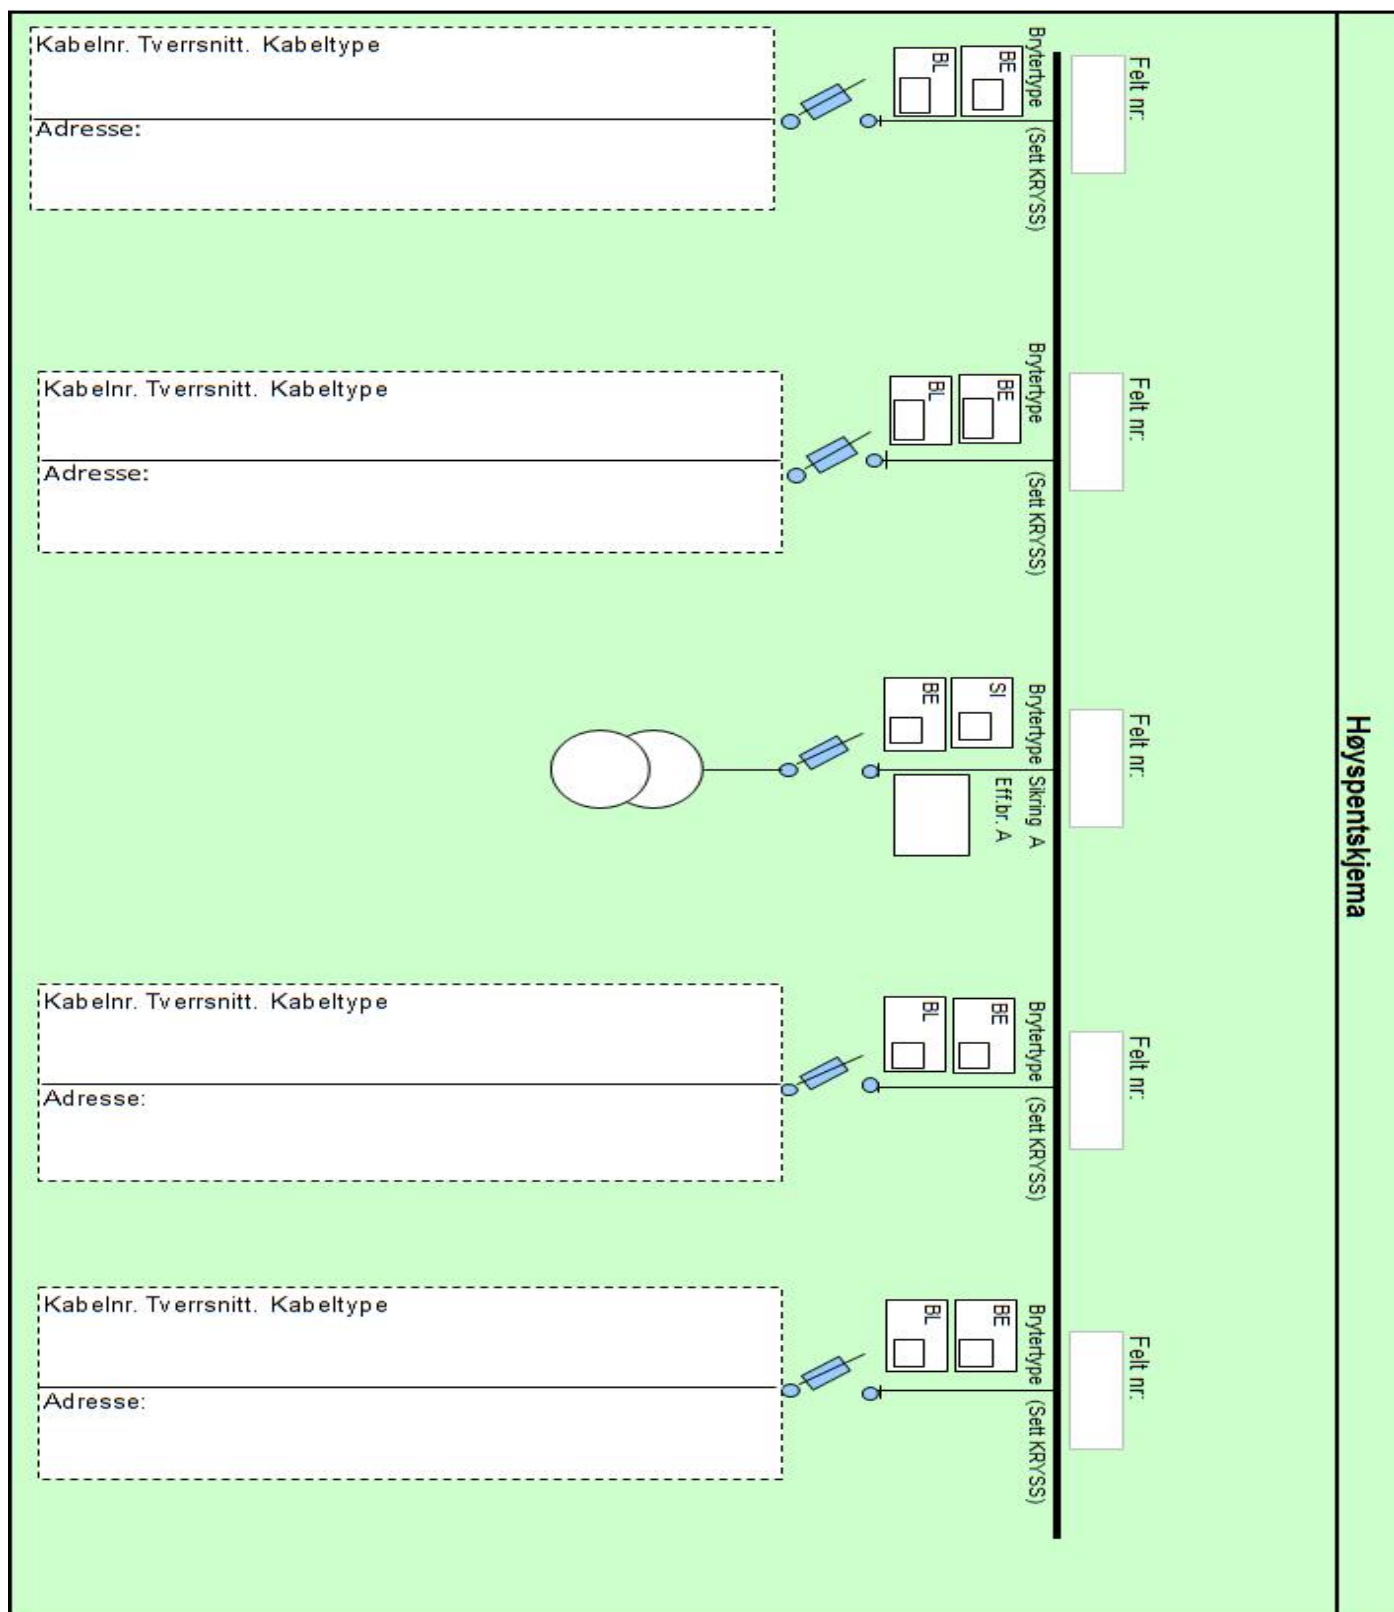 Høyspentskjema
Felt nr:
Brytertype (Sett KRYSS)
BE
BL
Kabelnr. Tverrsnitt. Kabeltype
Adresse:
Felt nr:
Brytertype (Sett KRYSS)
BE
BL
Kabelnr. Tverrsnitt. Kabeltype
Adresse:
Felt nr:
Brytertype Sikring A
Eff.br. A
SI
BE
Felt nr:
Brytertype (Sett KRYSS)
BE
BL
Kabelnr. Tverrsnitt. Kabeltype
Adresse:
Felt nr:
Brytertype (Sett KRYSS)
BE
BL
Kabelnr. Tverrsnitt. Kabeltype
Adresse: